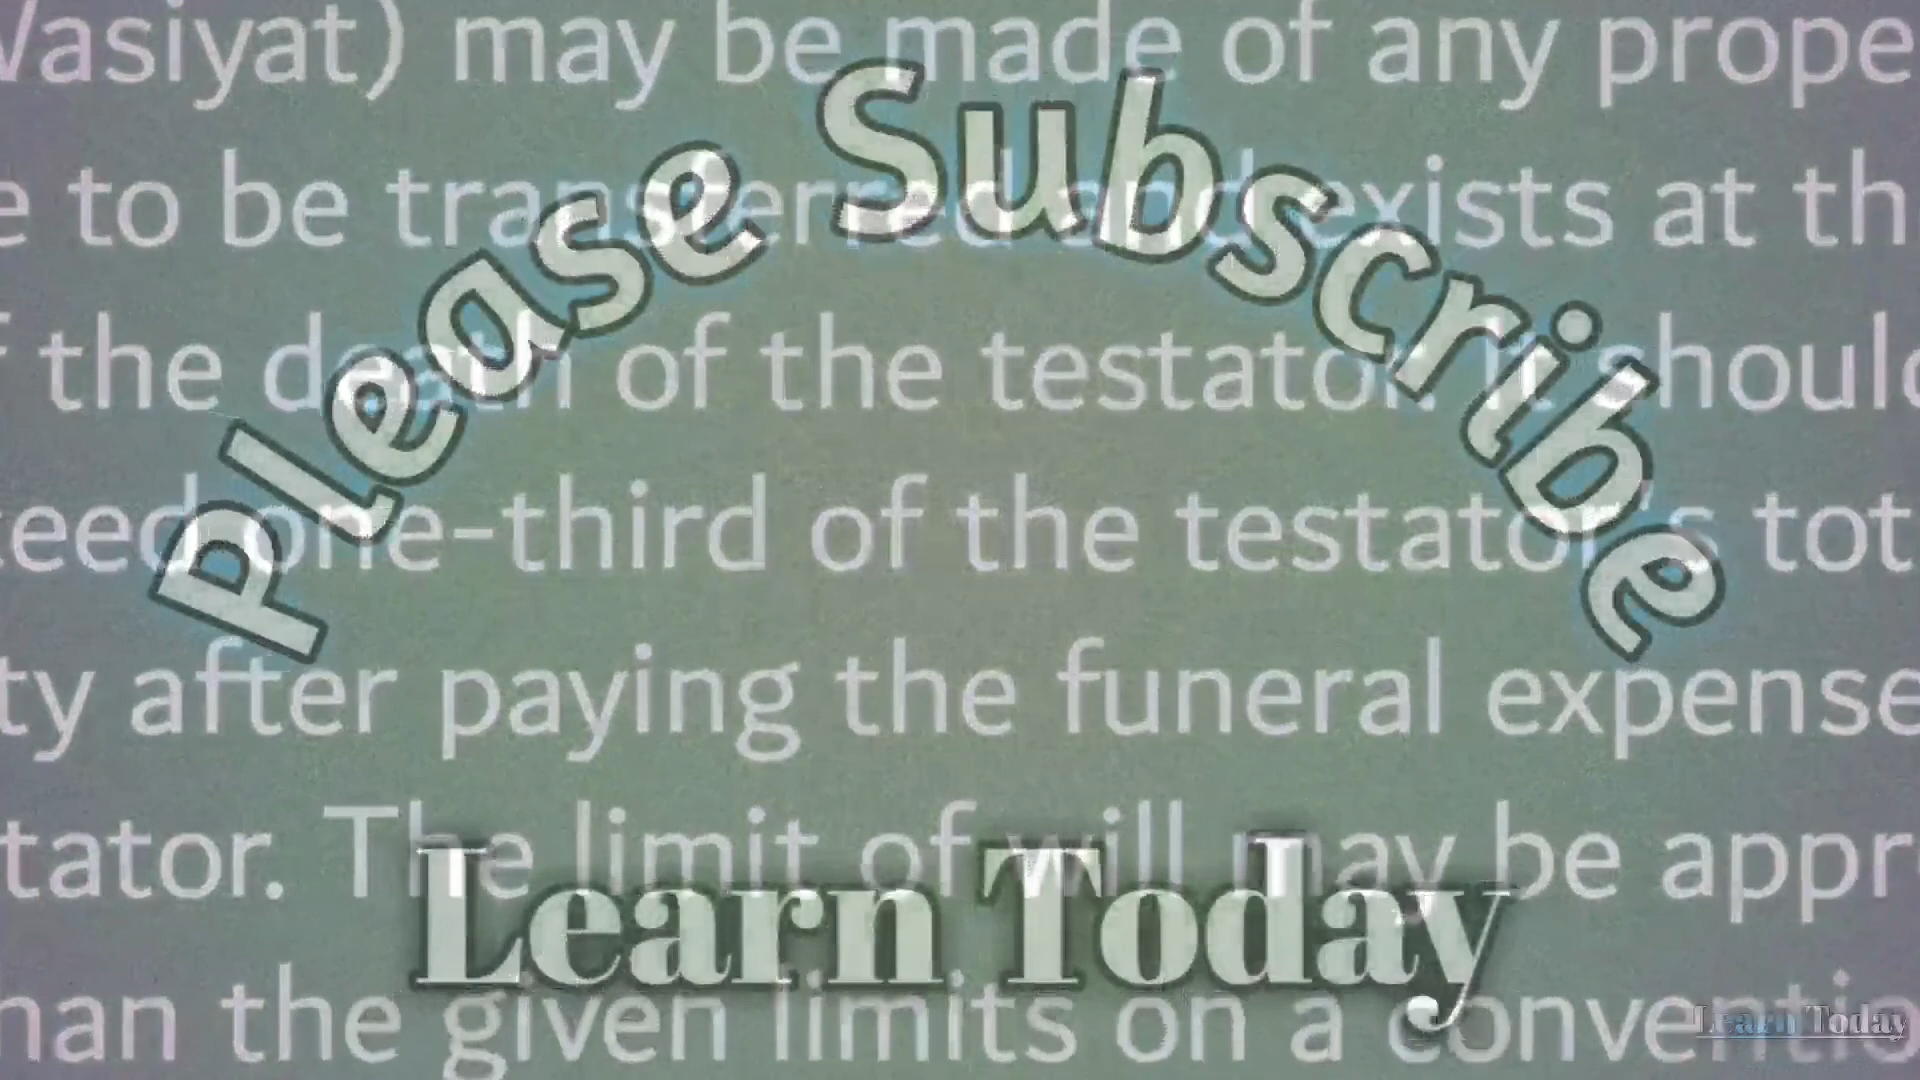 Please Subscribe
Wasiyat) may be made of any prope
e to be transferred and exists at th
f the death of the testator. It shoul
ceed one-third of the testator's tot
ty after paying the funeral expense
tator. The limit of will may be appr
Learn Today
han the given limits on a conventio
Learn Today